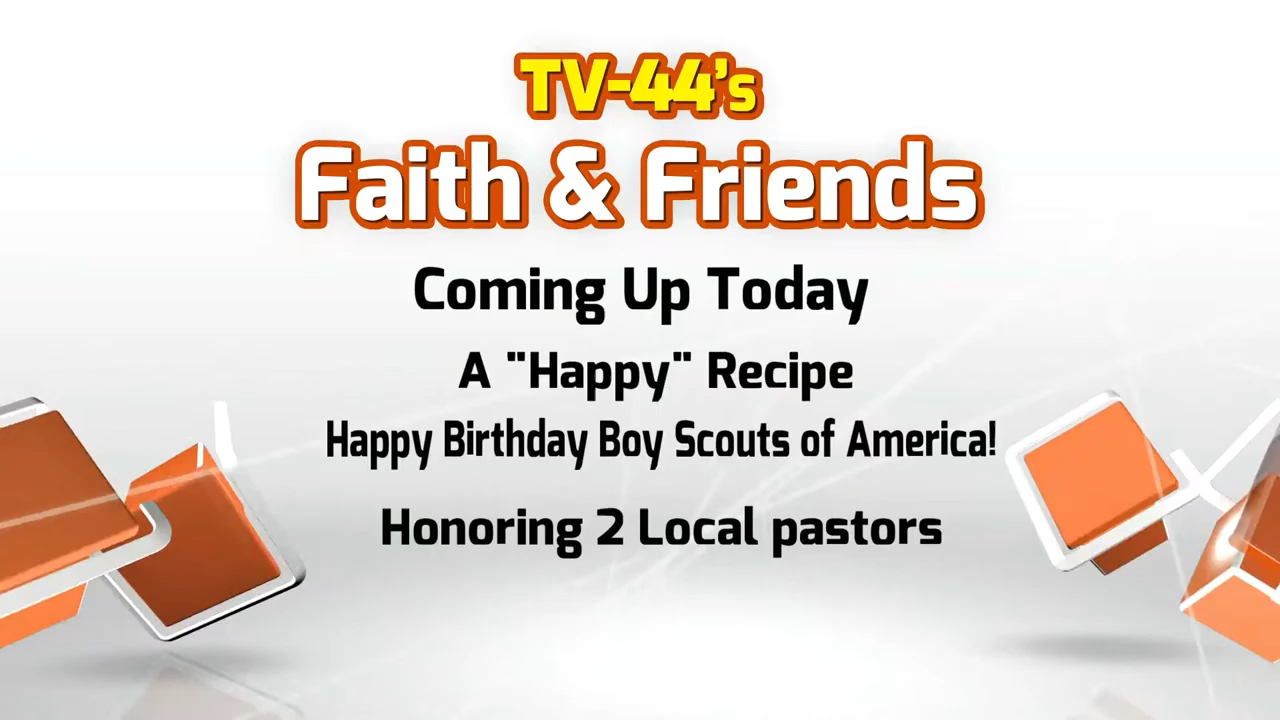 TV-44's
Faith & Friends
Coming Up Today
A "Happy" Recipe
Happy Birthday Boy Scouts of America!
Honoring 2 Local pastors